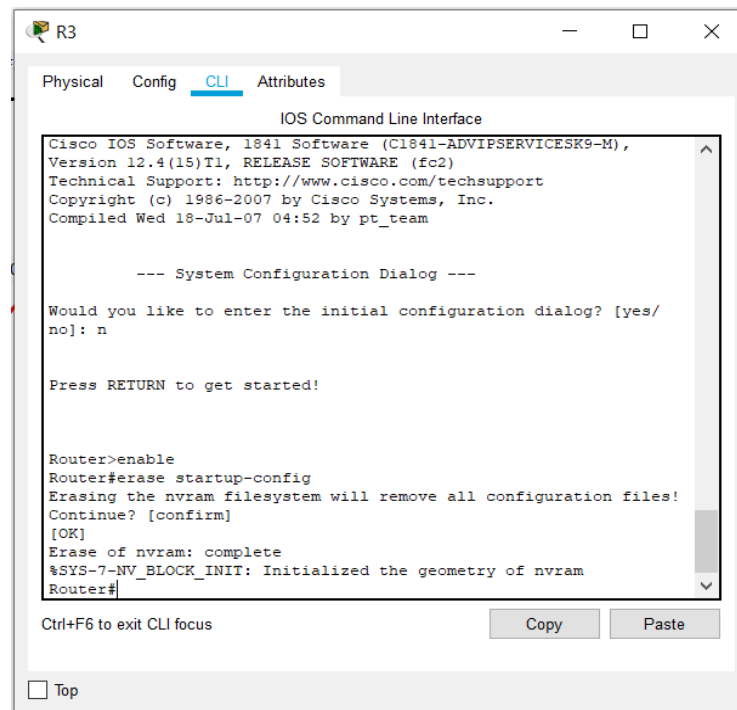 R3
Physical Config CLI Attributes
IOS Command Line Interface
Cisco IOS Software, 1841 Software (C1841-ADVIPSERVICESK9-M),
Version 12.4(15)T1, RELEASE SOFTWARE (fc2)
Technical Support: http://www.cisco.com/techsupport
Copyright (c) 1986-2007 by Cisco Systems, Inc.
Compiled Wed 18-Jul-07 04:52 by pt_team
--- System Configuration Dialog ---
Would you like to enter the initial configuration dialog? [yes/
no]: n
Press RETURN to get started!
Router>enable
Router#erase startup-config
Erasing the nvram filesystem will remove all configuration files!
Continue? [confirm]
[OK]
Erase of nvram: complete
%SYS-7-NV_BLOCK_INIT: Initialized the geometry of nvram
Router#
Ctrl+F6 to exit CLI focus
Copy Paste
Top